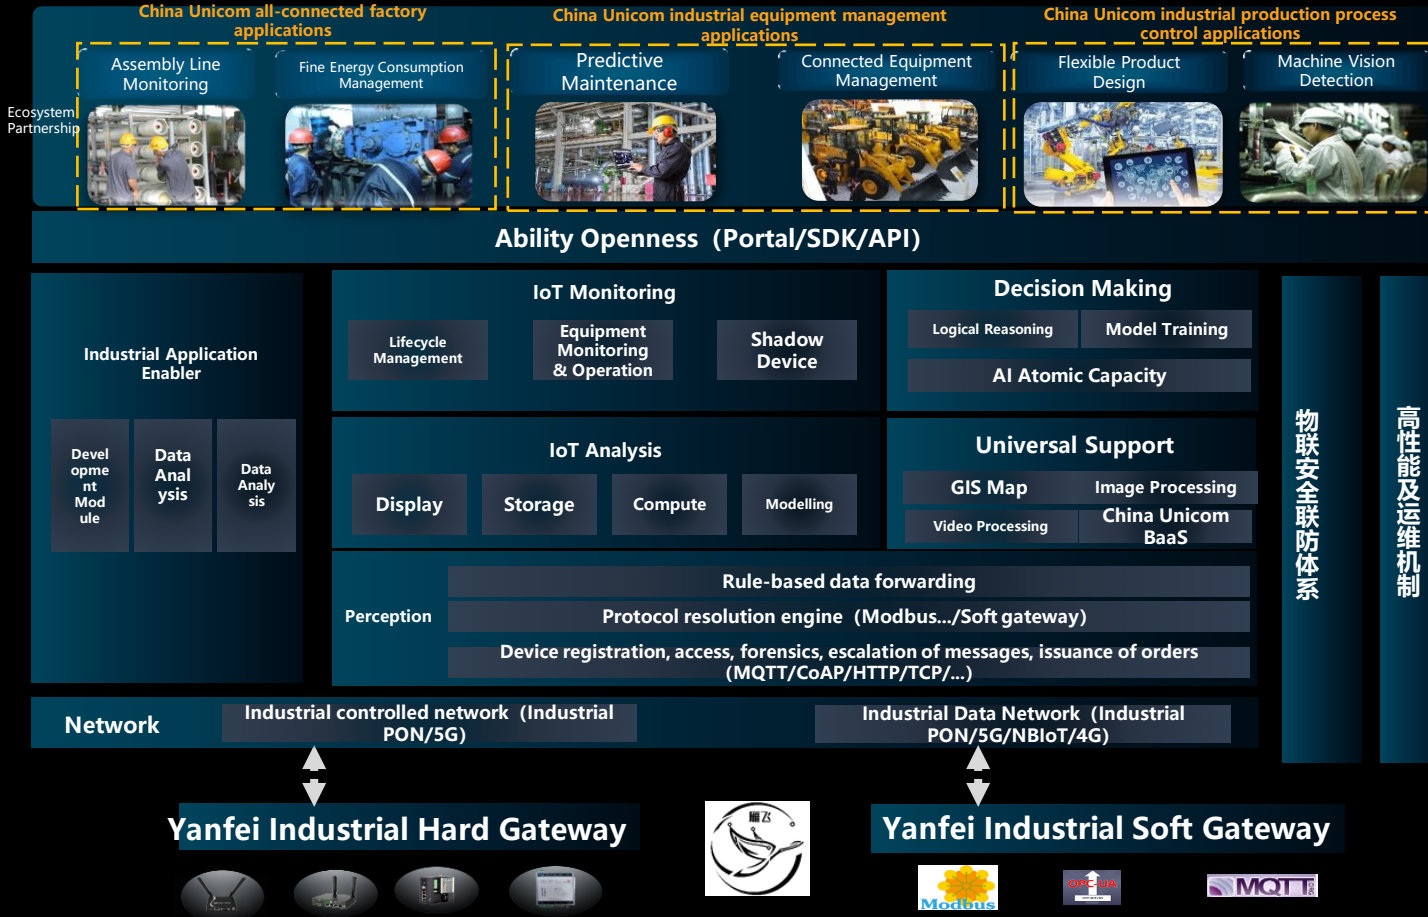 China Unicom all-connected factory
applications
China Unicom industrial equipment management
applications
China Unicom industrial production process
control applications
Assembly Line
Monitoring
Fine Energy Consumption
Management
Predictive
Maintenance
Connected Equipment
Management
Flexible Product
Design
Machine Vision
Detection
Ecosystem
Partnership
Ability Openness（Portal/SDK/API）
Industrial Application
Enabler
Devel
opme
nt
Mod
ule
Data
Anal
ysis
Data
Analy
sis
IoT Monitoring
Lifecycle
Management
Equipment
Monitoring
& Operation
Shadow
Device
Decision Making
Logical Reasoning
Model Training
AI Atomic Capacity
IoT Analysis
Display
Storage
Compute
Modelling
Universal Support
GIS Map
Image Processing
Video Processing
China Unicom
BaaS
Perception
Rule-based data forwarding
Protocol resolution engine（Modbus.../Soft gateway）
Device registration, access, forensics, escalation of messages, issuance of orders
（MQTT/CoAP/HTTP/TCP/...）
物联安全联防体系
高性能及运维机制
Network
Industrial controlled network（Industrial
PON/5G）
Industrial Data Network（Industrial
PON/5G/NBIoT/4G）
Yanfei Industrial Hard Gateway
雁飞
Yanfei Industrial Soft Gateway
Modbus
OPC-UA
MQTT